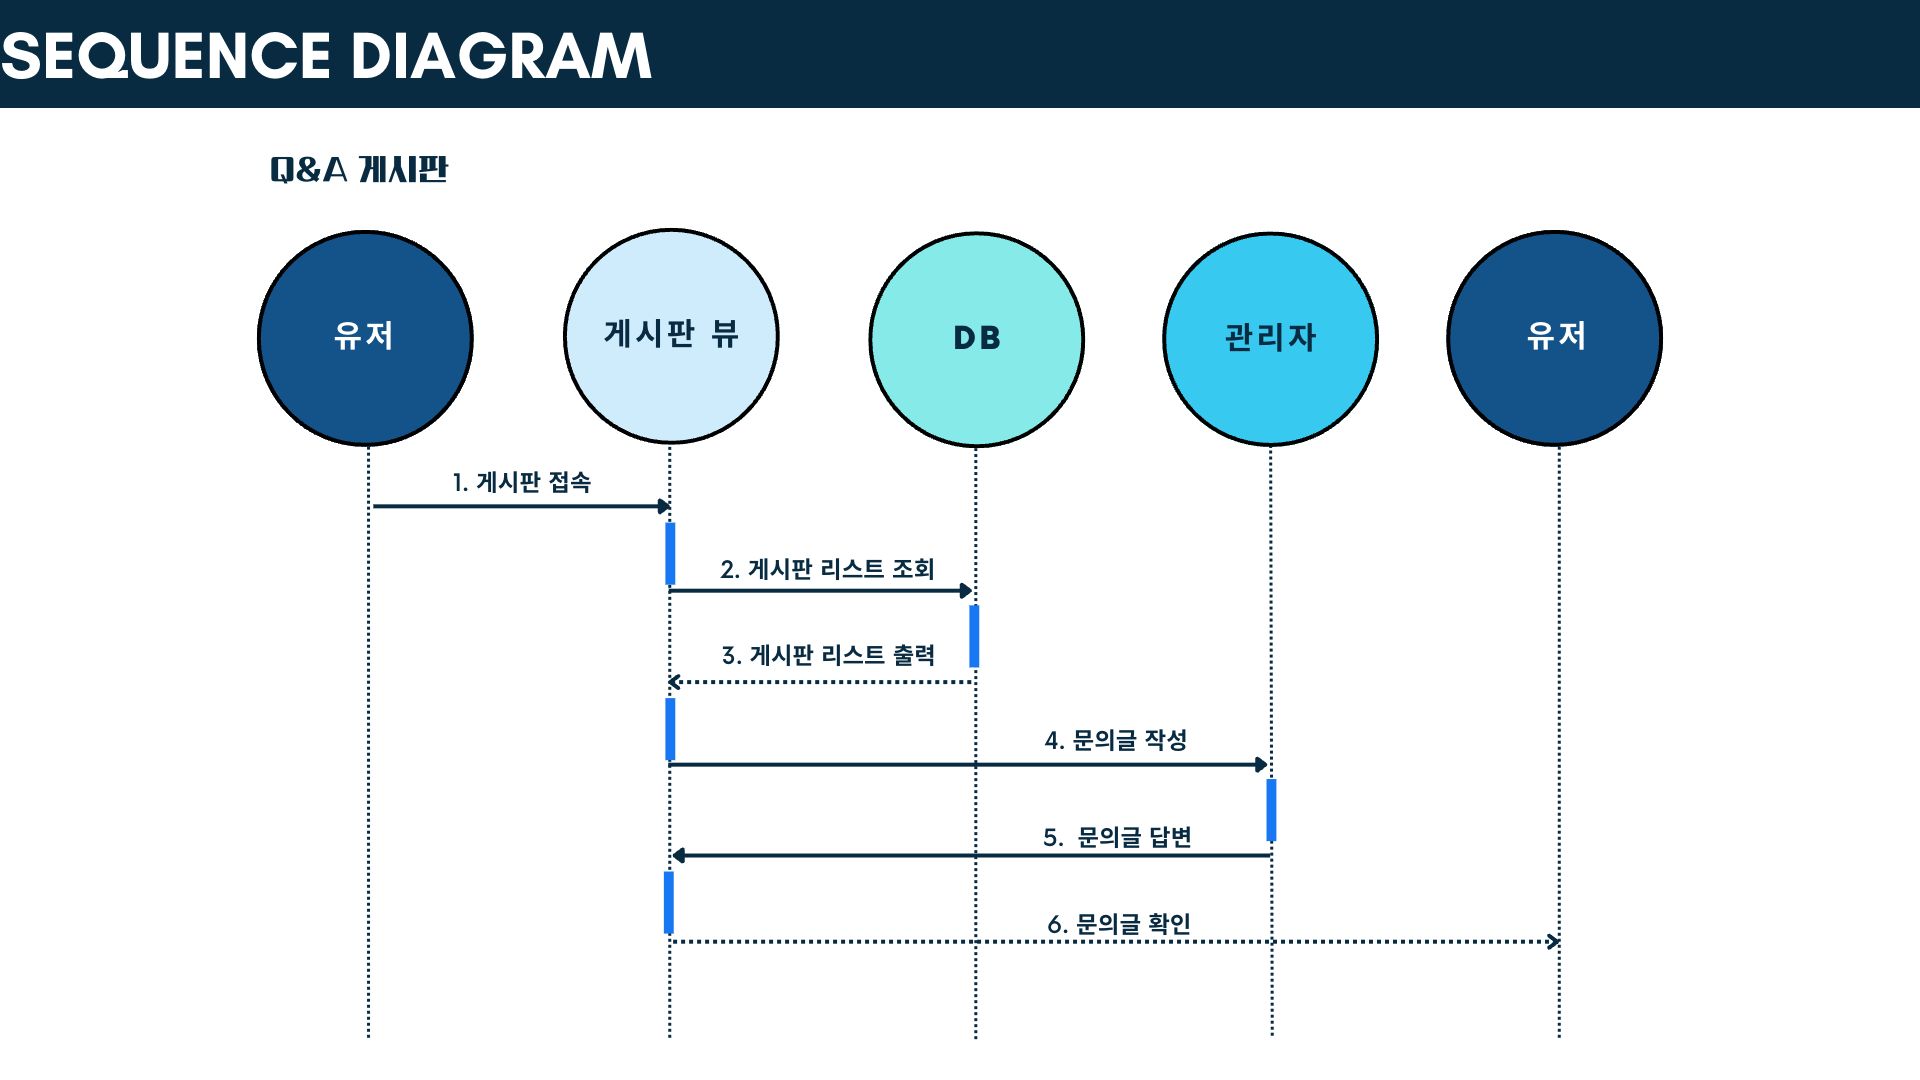 SEQUENCE DIAGRAM
Q&A 게시판
유저
게시판 뷰
DB
관리자
유저
1. 게시판 접속
2. 게시판 리스트 조회
3. 게시판 리스트 출력
4. 문의글 작성
5. 문의글 답변
6. 문의글 확인